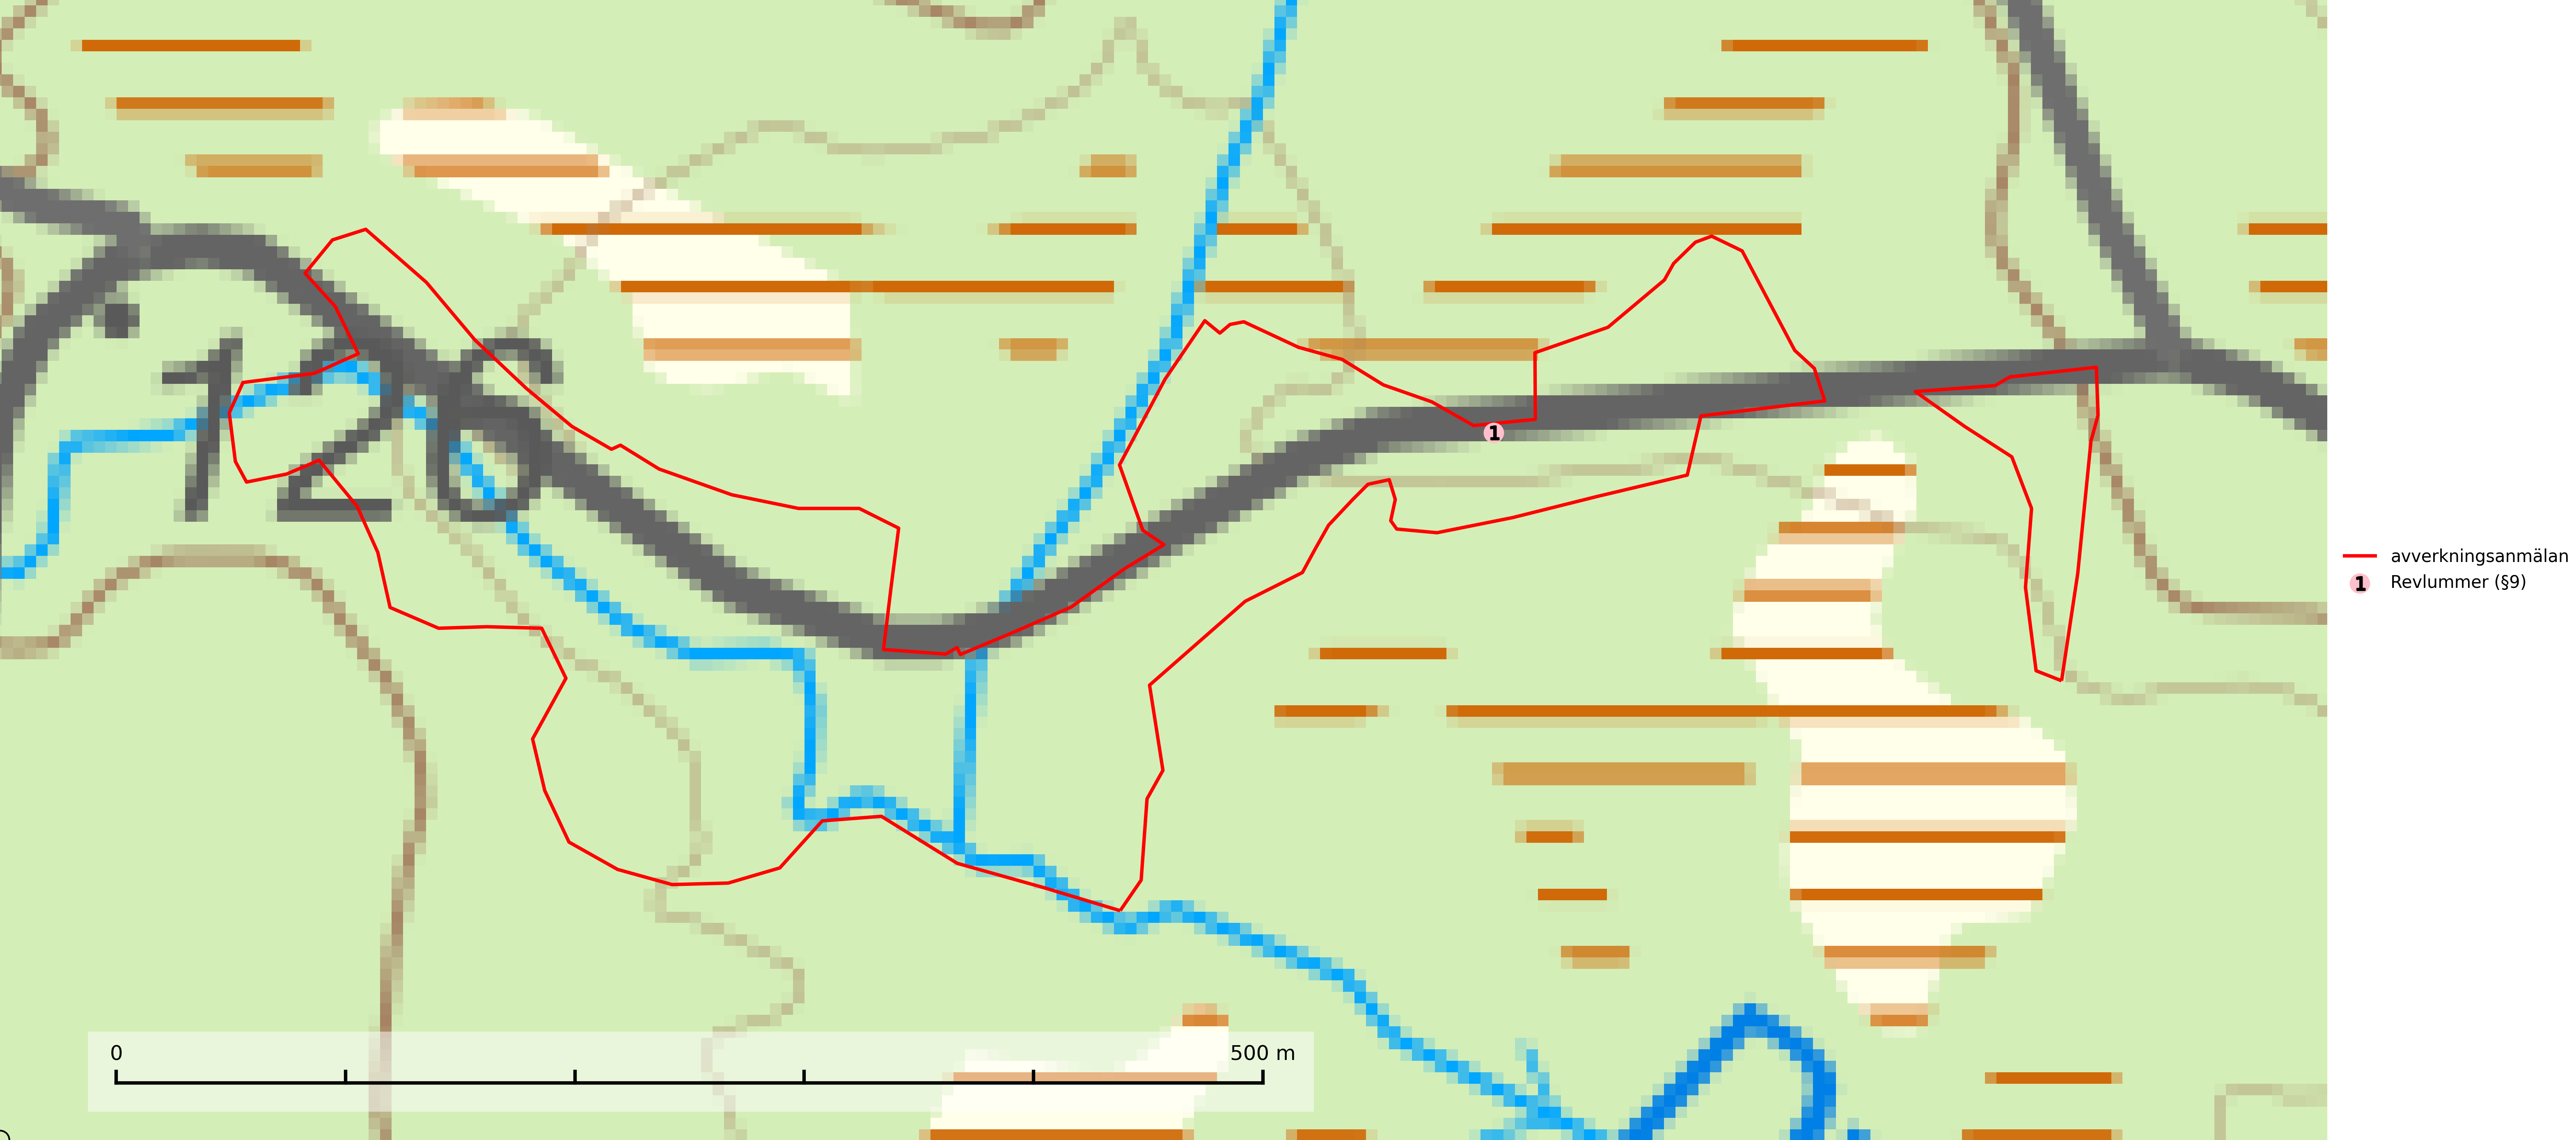 126
1
avverkningsanmälan
1 Revlummer (§9)
0 500 m